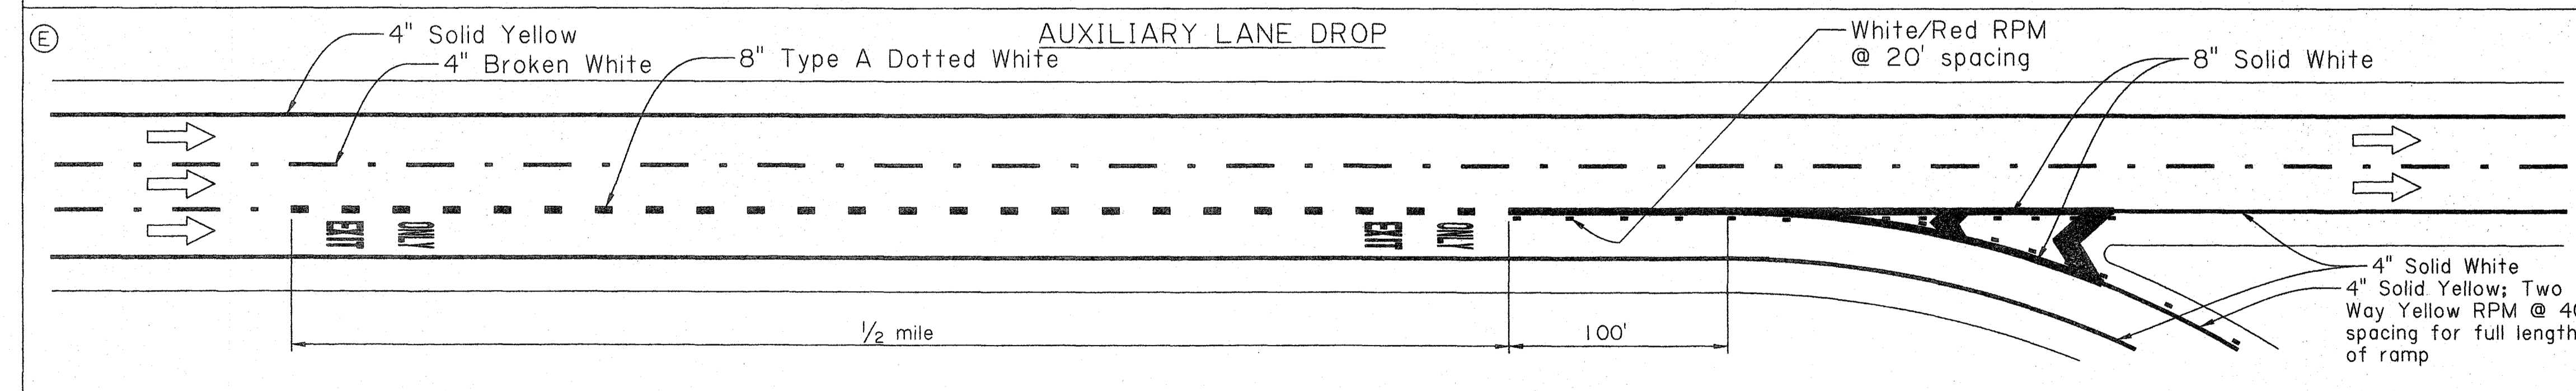 E
AUXILIARY LANE DROP
4" Solid Yellow
4" Broken White
8" Type A Dotted White
White/Red RPM
@ 20' spacing
8" Solid White
EXIT
ONLY
EXIT
ONLY
4" Solid White
4" Solid Yellow; Two
Way Yellow RPM @
spacing for full length
of ramp
1/2 mile
100'